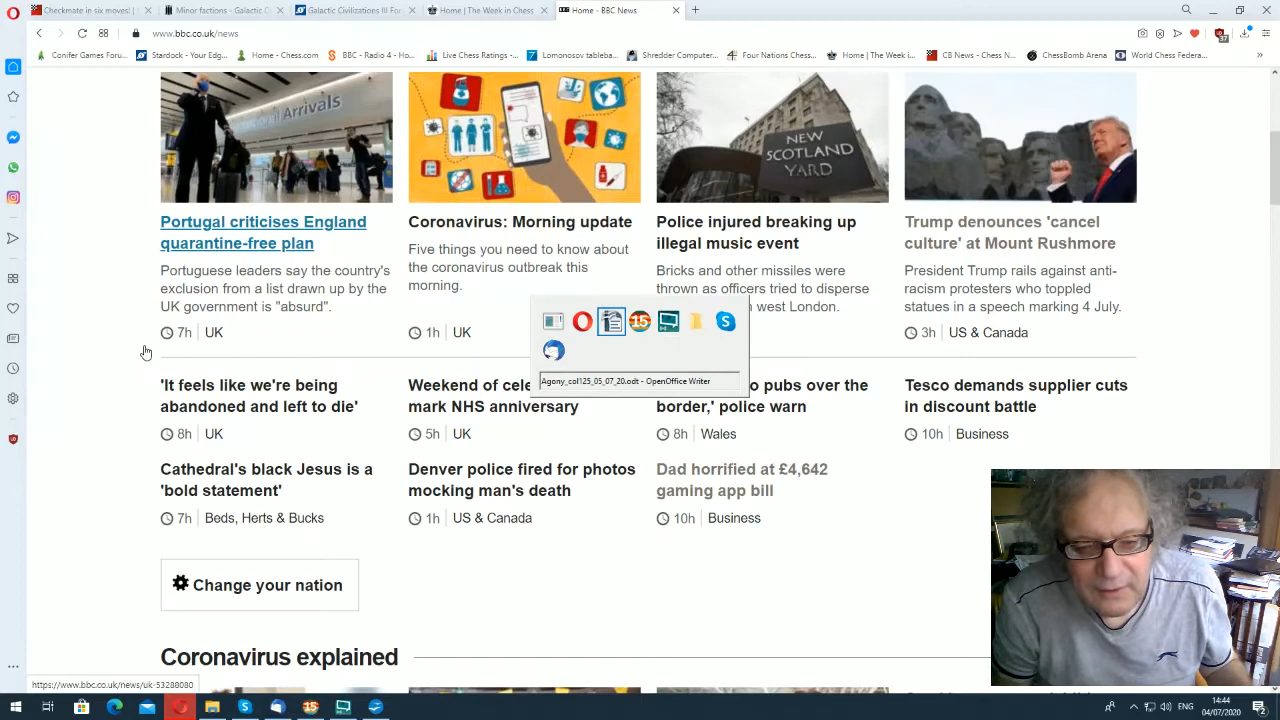 Checkmate in six moves! |
Minor factions - Galactic C
Galactic Civilizations III For
Home | The Week in Chess
Home - BBC News
www.bbc.co.uk/news
37
Conifer Games Foru...
Stardock - Your Edg...
Home - Chess.com
BBC - Radio 4 - Ho...
Live Chess Ratings -...
Lomonosov tableba...
Shredder Computer...
Four Nations Chess...
Home | The Week i...
CB News - Chess N...
ChessBomb Arena
World Chess Federa...
Arrivals
NEW
SCOTLAND
YARD
Portugal criticises England
quarantine-free plan
Portuguese leaders say the country's
exclusion from a list drawn up by the
UK government is "absurd".
7h UK
Coronavirus: Morning update
Five things you need to know about
the coronavirus outbreak this
morning.
1h UK
Police injured breaking up
illegal music event
Bricks and other missiles were
thrown as officers tried to disperse
n west London.
Trump denounces 'cancel
culture' at Mount Rushmore
President Trump rails against anti-
racism protesters who toppled
statues in a speech marking 4 July.
3h US & Canada
15
Agony_col125_05_07_20.odt - OpenOffice Writer
'It feels like we're being
abandoned and left to die'
8h UK
Weekend of cele
mark NHS anniversary
5h UK
o pubs over the
border,' police warn
8h Wales
Tesco demands supplier cuts
in discount battle
10h Business
Cathedral's black Jesus is a
'bold statement'
7h Beds, Herts & Bucks
Denver police fired for photos
mocking man's death
1h US & Canada
Dad horrified at £4,642
gaming app bill
10h Business
Change your nation
Coronavirus explained
https://www.bbc.co.uk/news/uk-53288080
15
ENG
14:44
04/07/2020
2